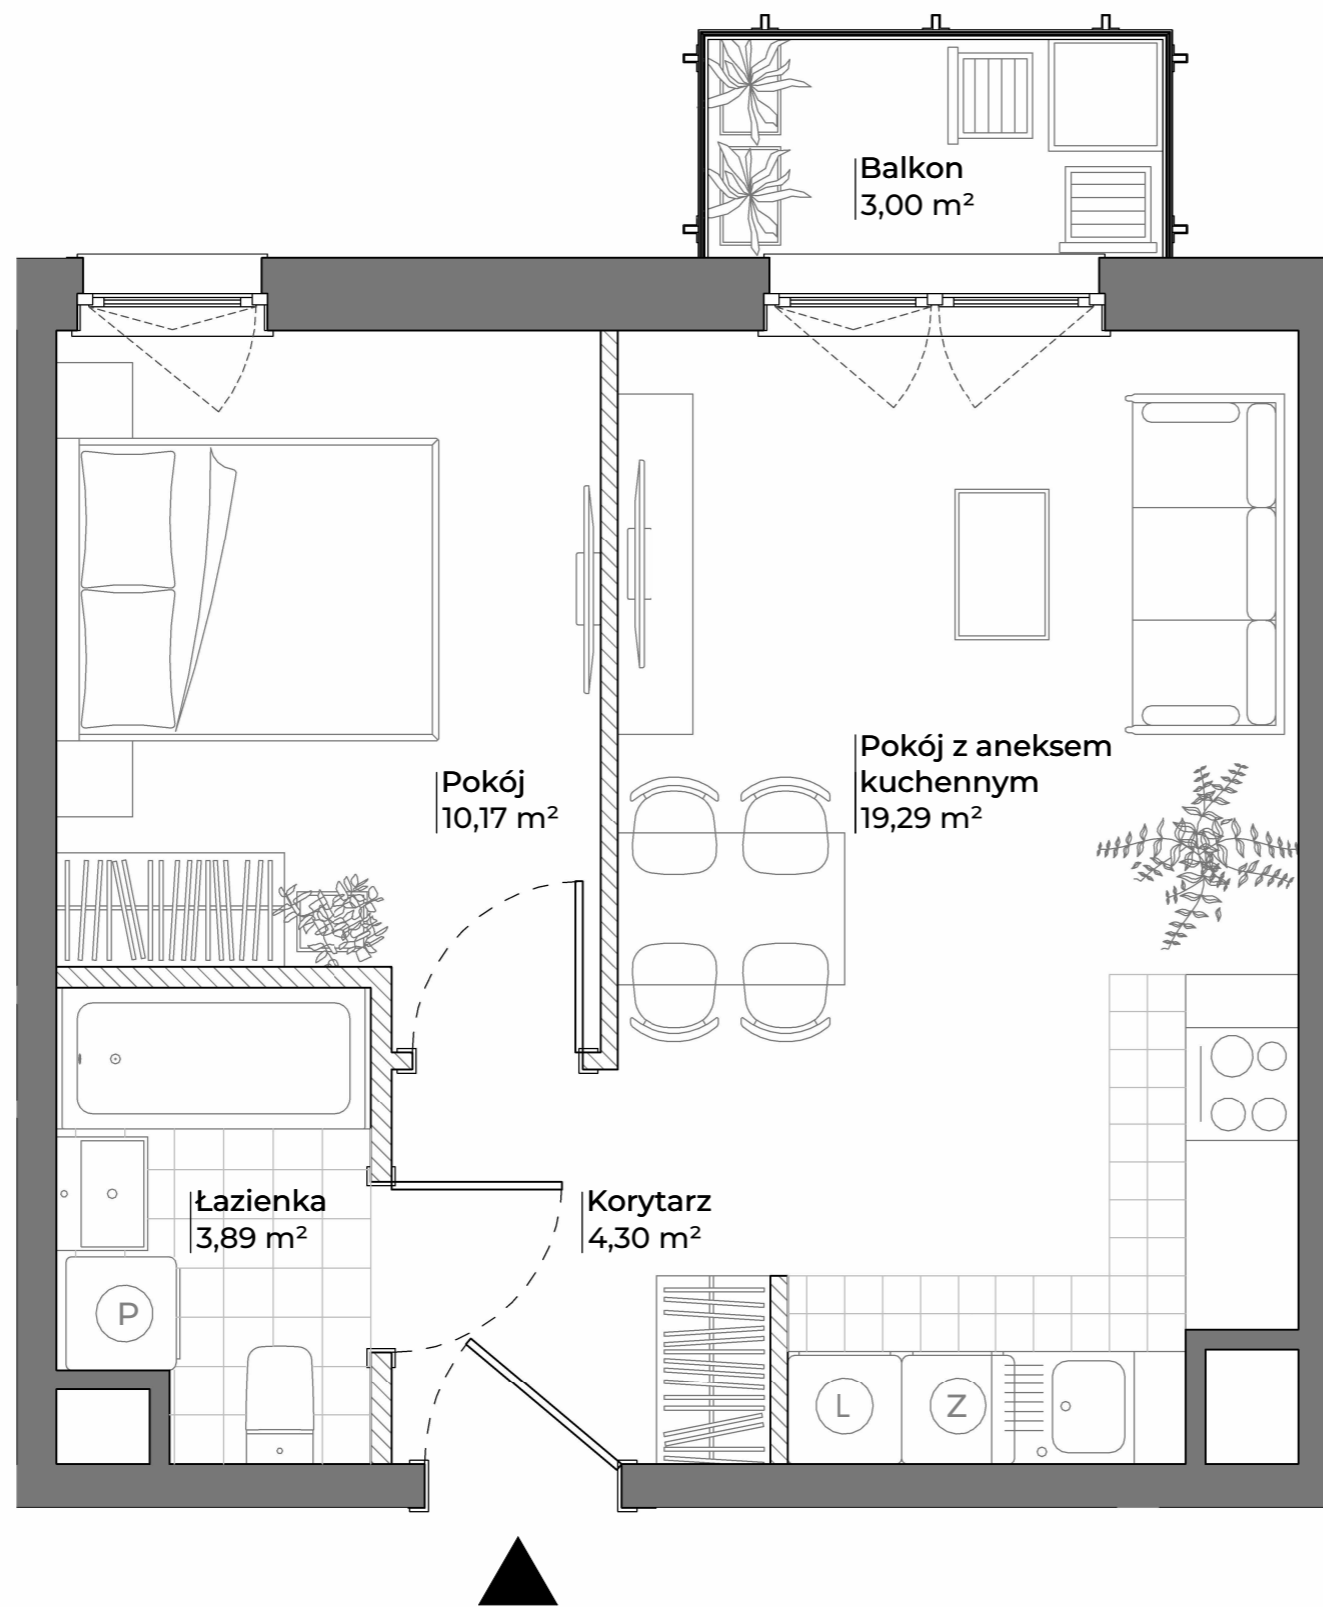 Balkon
3,00 m²
Pokój
10,17 m²
Pokój z aneksem
kuchennym
19,29 m²
Łazienka
3,89 m²
Korytarz
4,30 m²
P
L
Z